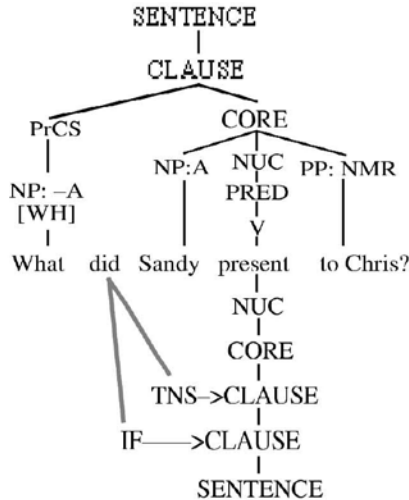 SENTENCE
CLAUSE
PrCS CORE
NP:A NUC PP: NMR
NP: –A PRED
[WH] V
What did Sandy present to Chris?
NUC
CORE
TNS–>CLAUSE
IF——>CLAUSE
SENTENCE